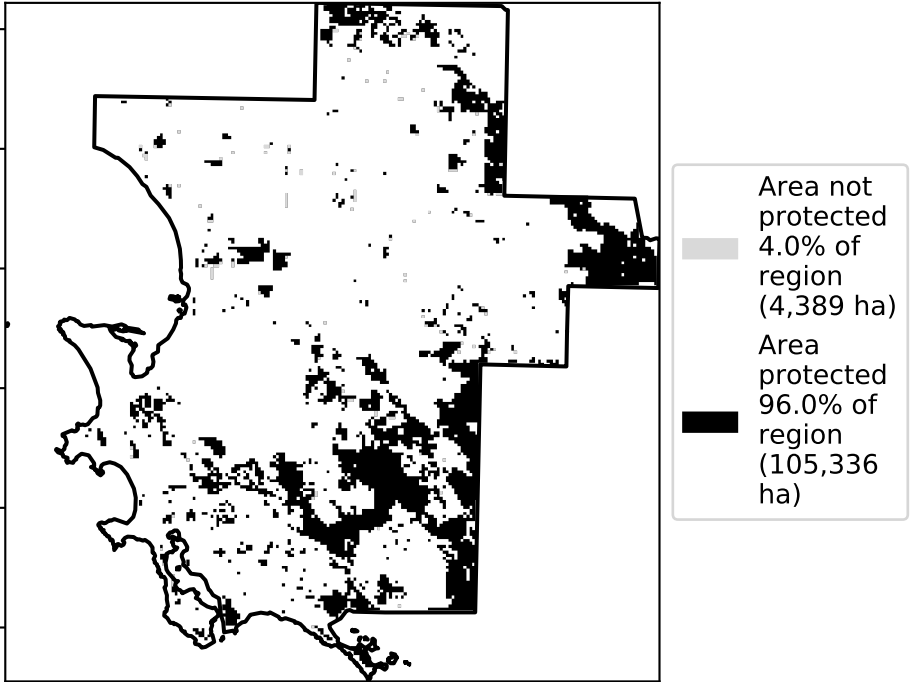 Area not
protected
4.0% of
region
(4,389 ha)
Area
protected
96.0% of
region
(105,336
ha)